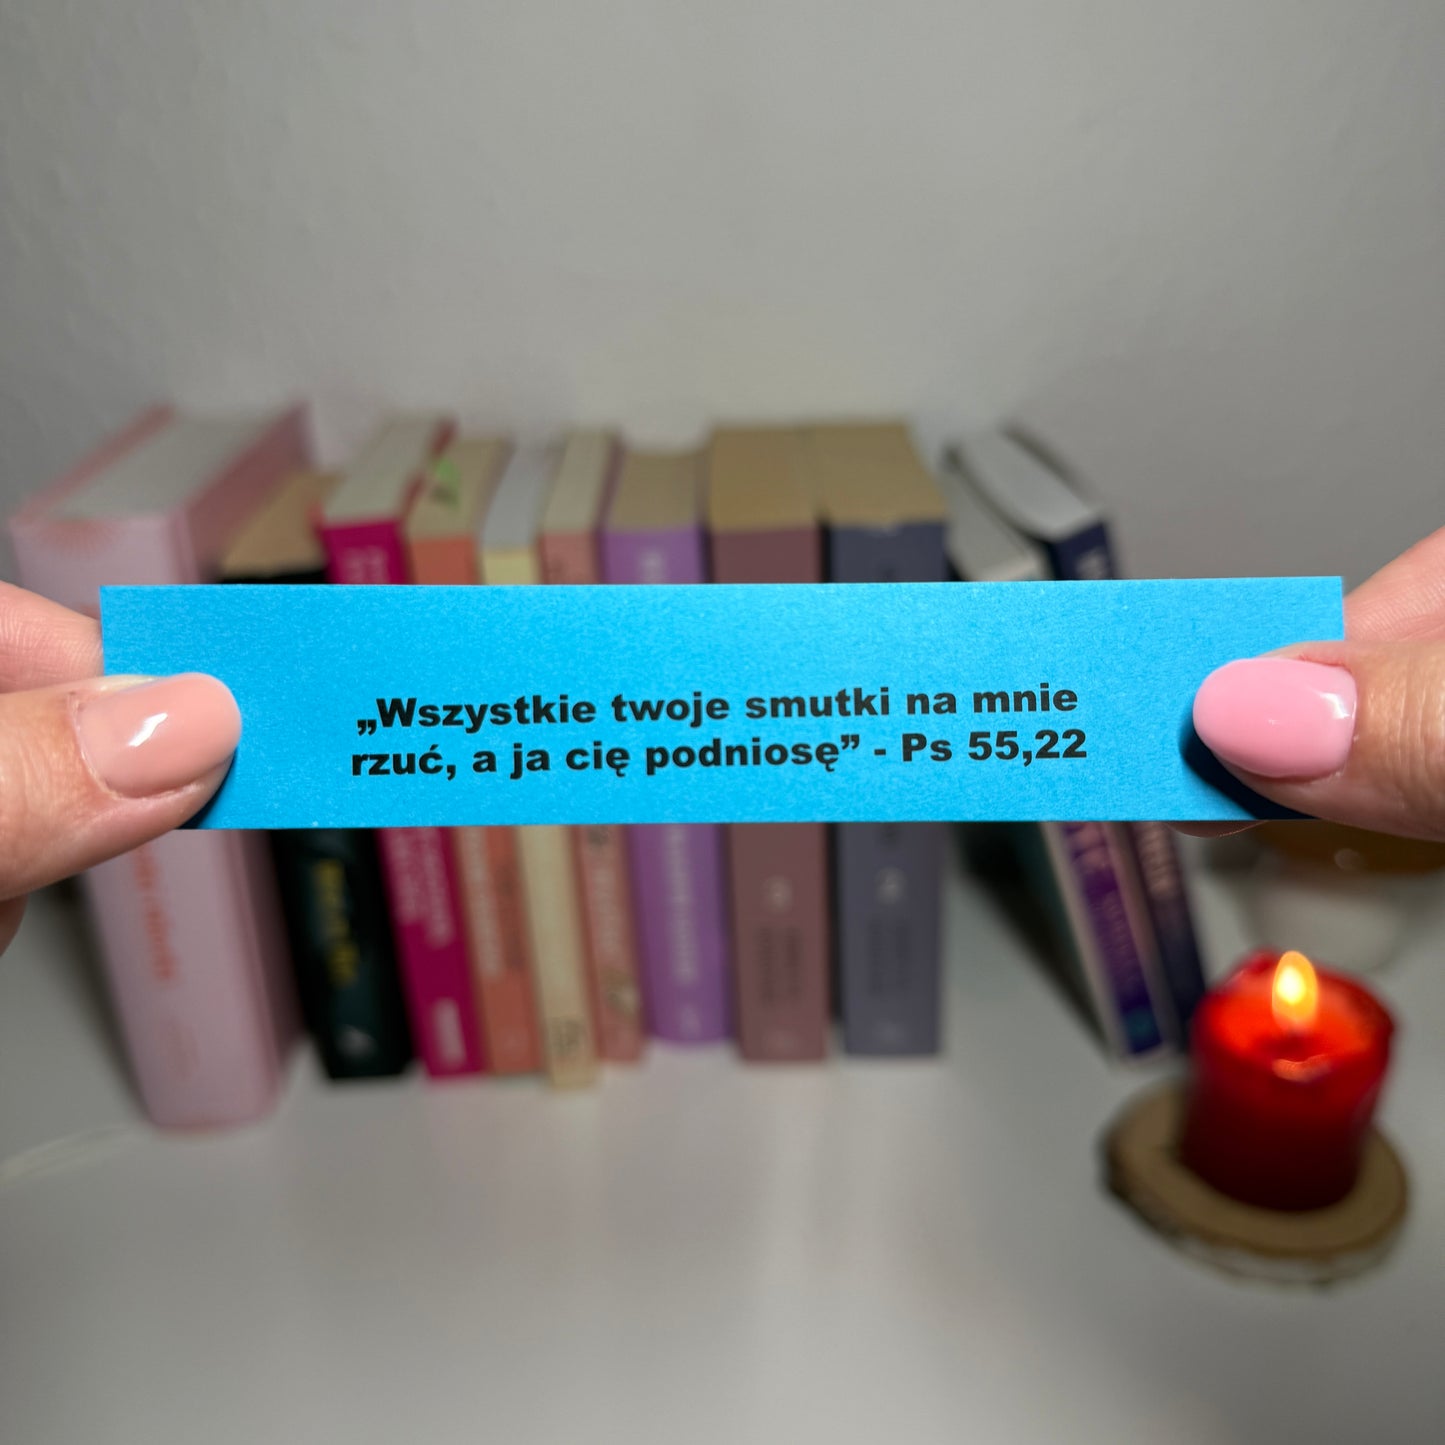 „Wszystkie twoje smutki na mnie
rzuć, a ja cię podniosę” - Ps 55,22